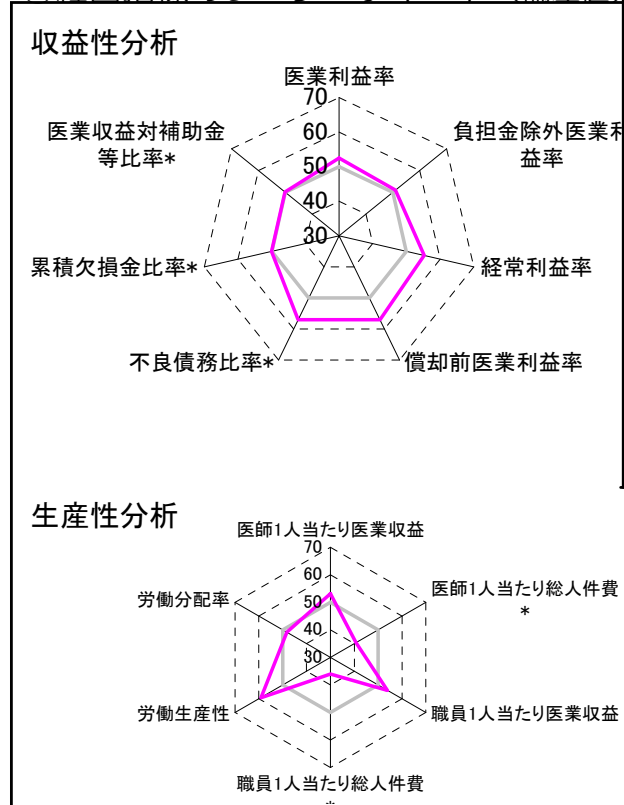 収益性分析
医業利益率
70
60
50
40
30
負担金除外医業利
益率
経常利益率
償却前医業利益率
不良債務比率*
累積欠損金比率*
医業収益対補助金
等比率*
生産性分析
医師1人当たり医業収益
70
60
50
40
30
医師1人当たり総人件費
*
職員1人当たり医業収益
職員1人当たり総人件費
*
労働生産性
労働分配率